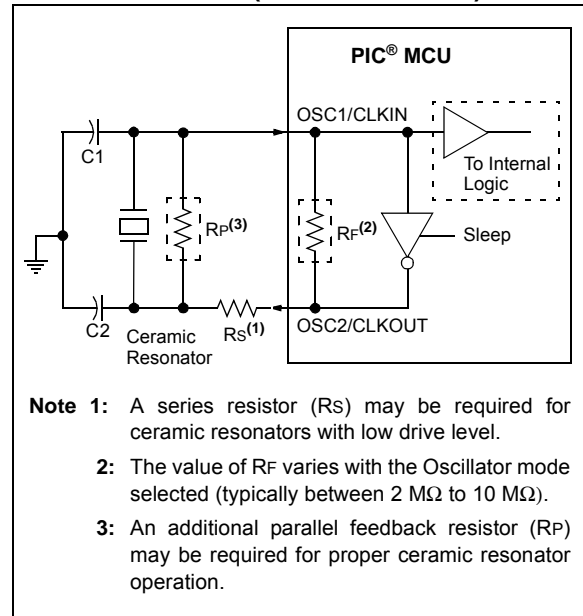 PIC® MCU
OSC1/CLKIN
C1
To Internal
Logic
RP(3)
RF(2)
Sleep
C2
Ceramic
Resonator
RS(1)
OSC2/CLKOUT
Note 1: A series resistor (RS) may be required for
ceramic resonators with low drive level.
2: The value of RF varies with the Oscillator mode
selected (typically between 2 MΩ to 10 MΩ).
3: An additional parallel feedback resistor (RP)
may be required for proper ceramic resonator
operation.